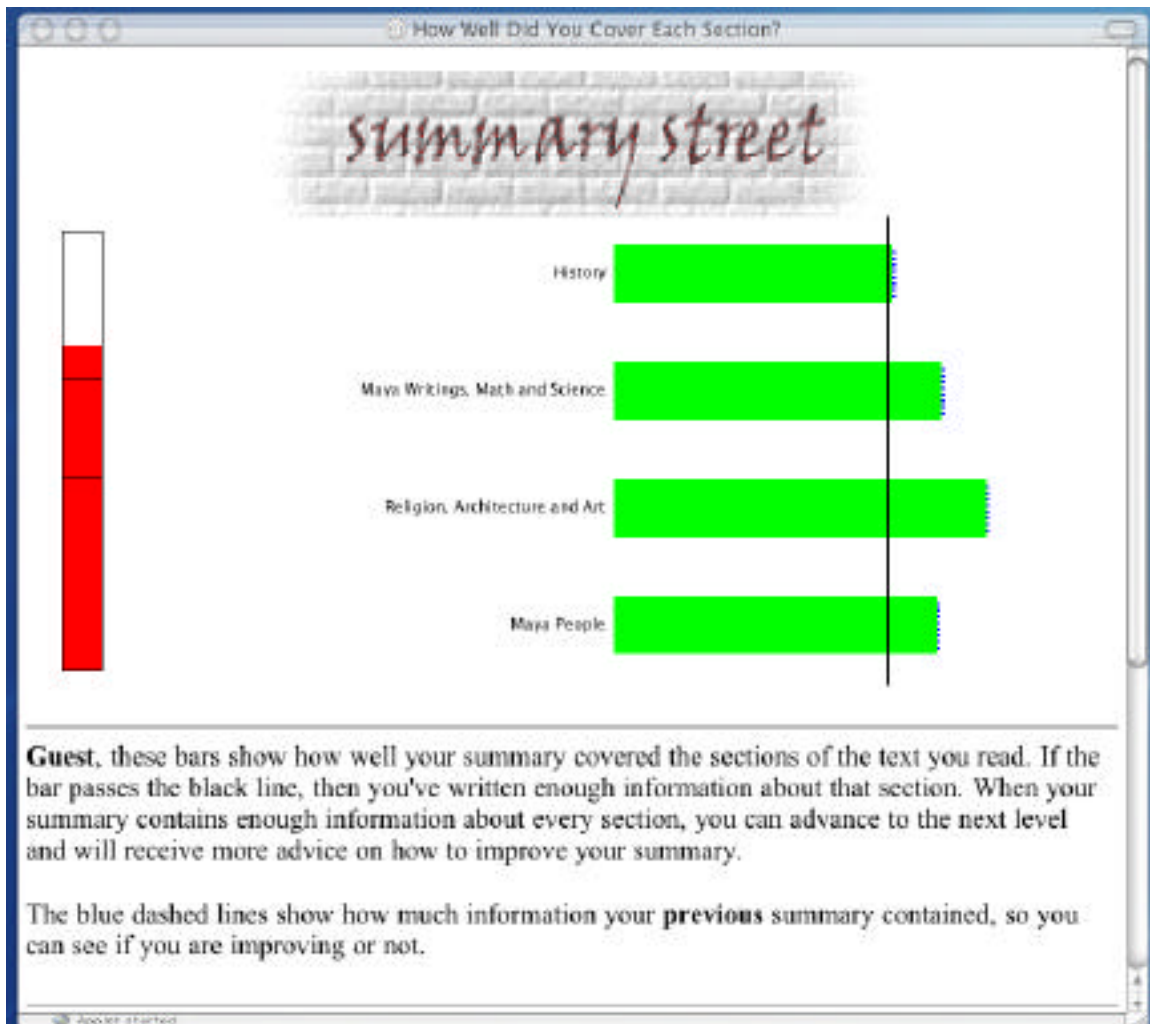 How Well Did You Cover Each Section?
summary street
History
Maya Writings, Math and Science
Religion, Architecture and Art
Maya People
Guest, these bars show how well your summary covered the sections of the text you read. If the
bar passes the black line, then you've written enough information about that section. When your
summary contains enough information about every section, you can advance to the next level
and will receive more advice on how to improve your summary.
The blue dashed lines show how much information your previous summary contained, so you
can see if you are improving or not.